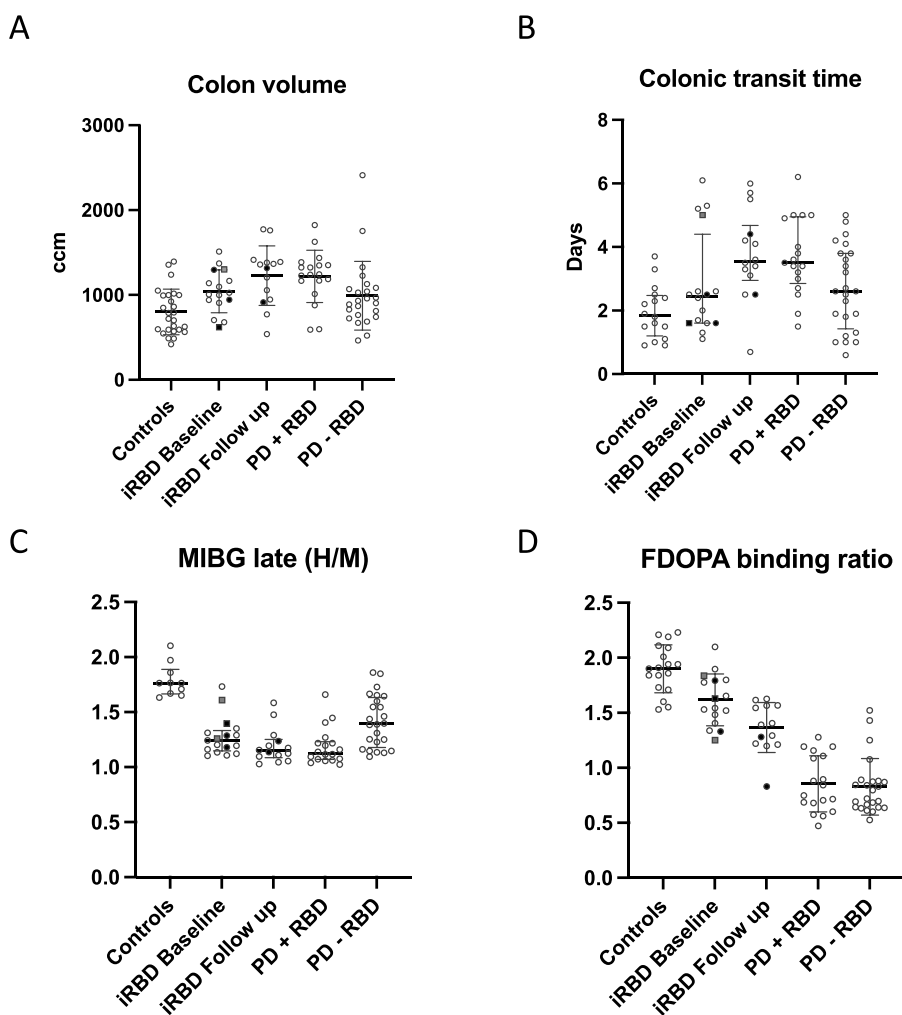 A
Colon volume
3000
2000
1000
0
ccm
Controls
iRBD Baseline
iRBD Follow up
PD + RBD
PD - RBD
B
Colonic transit time
8
6
4
2
0
Days
Controls
iRBD Baseline
iRBD Follow up
PD + RBD
PD - RBD
C
MIBG late (H/M)
2.5
2.0
1.5
1.0
0.5
0.0
Controls
iRBD Baseline
iRBD Follow up
PD + RBD
PD - RBD
D
FDOPA binding ratio
2.5
2.0
1.5
1.0
0.5
0.0
Controls
iRBD Baseline
iRBD Follow up
PD + RBD
PD - RBD